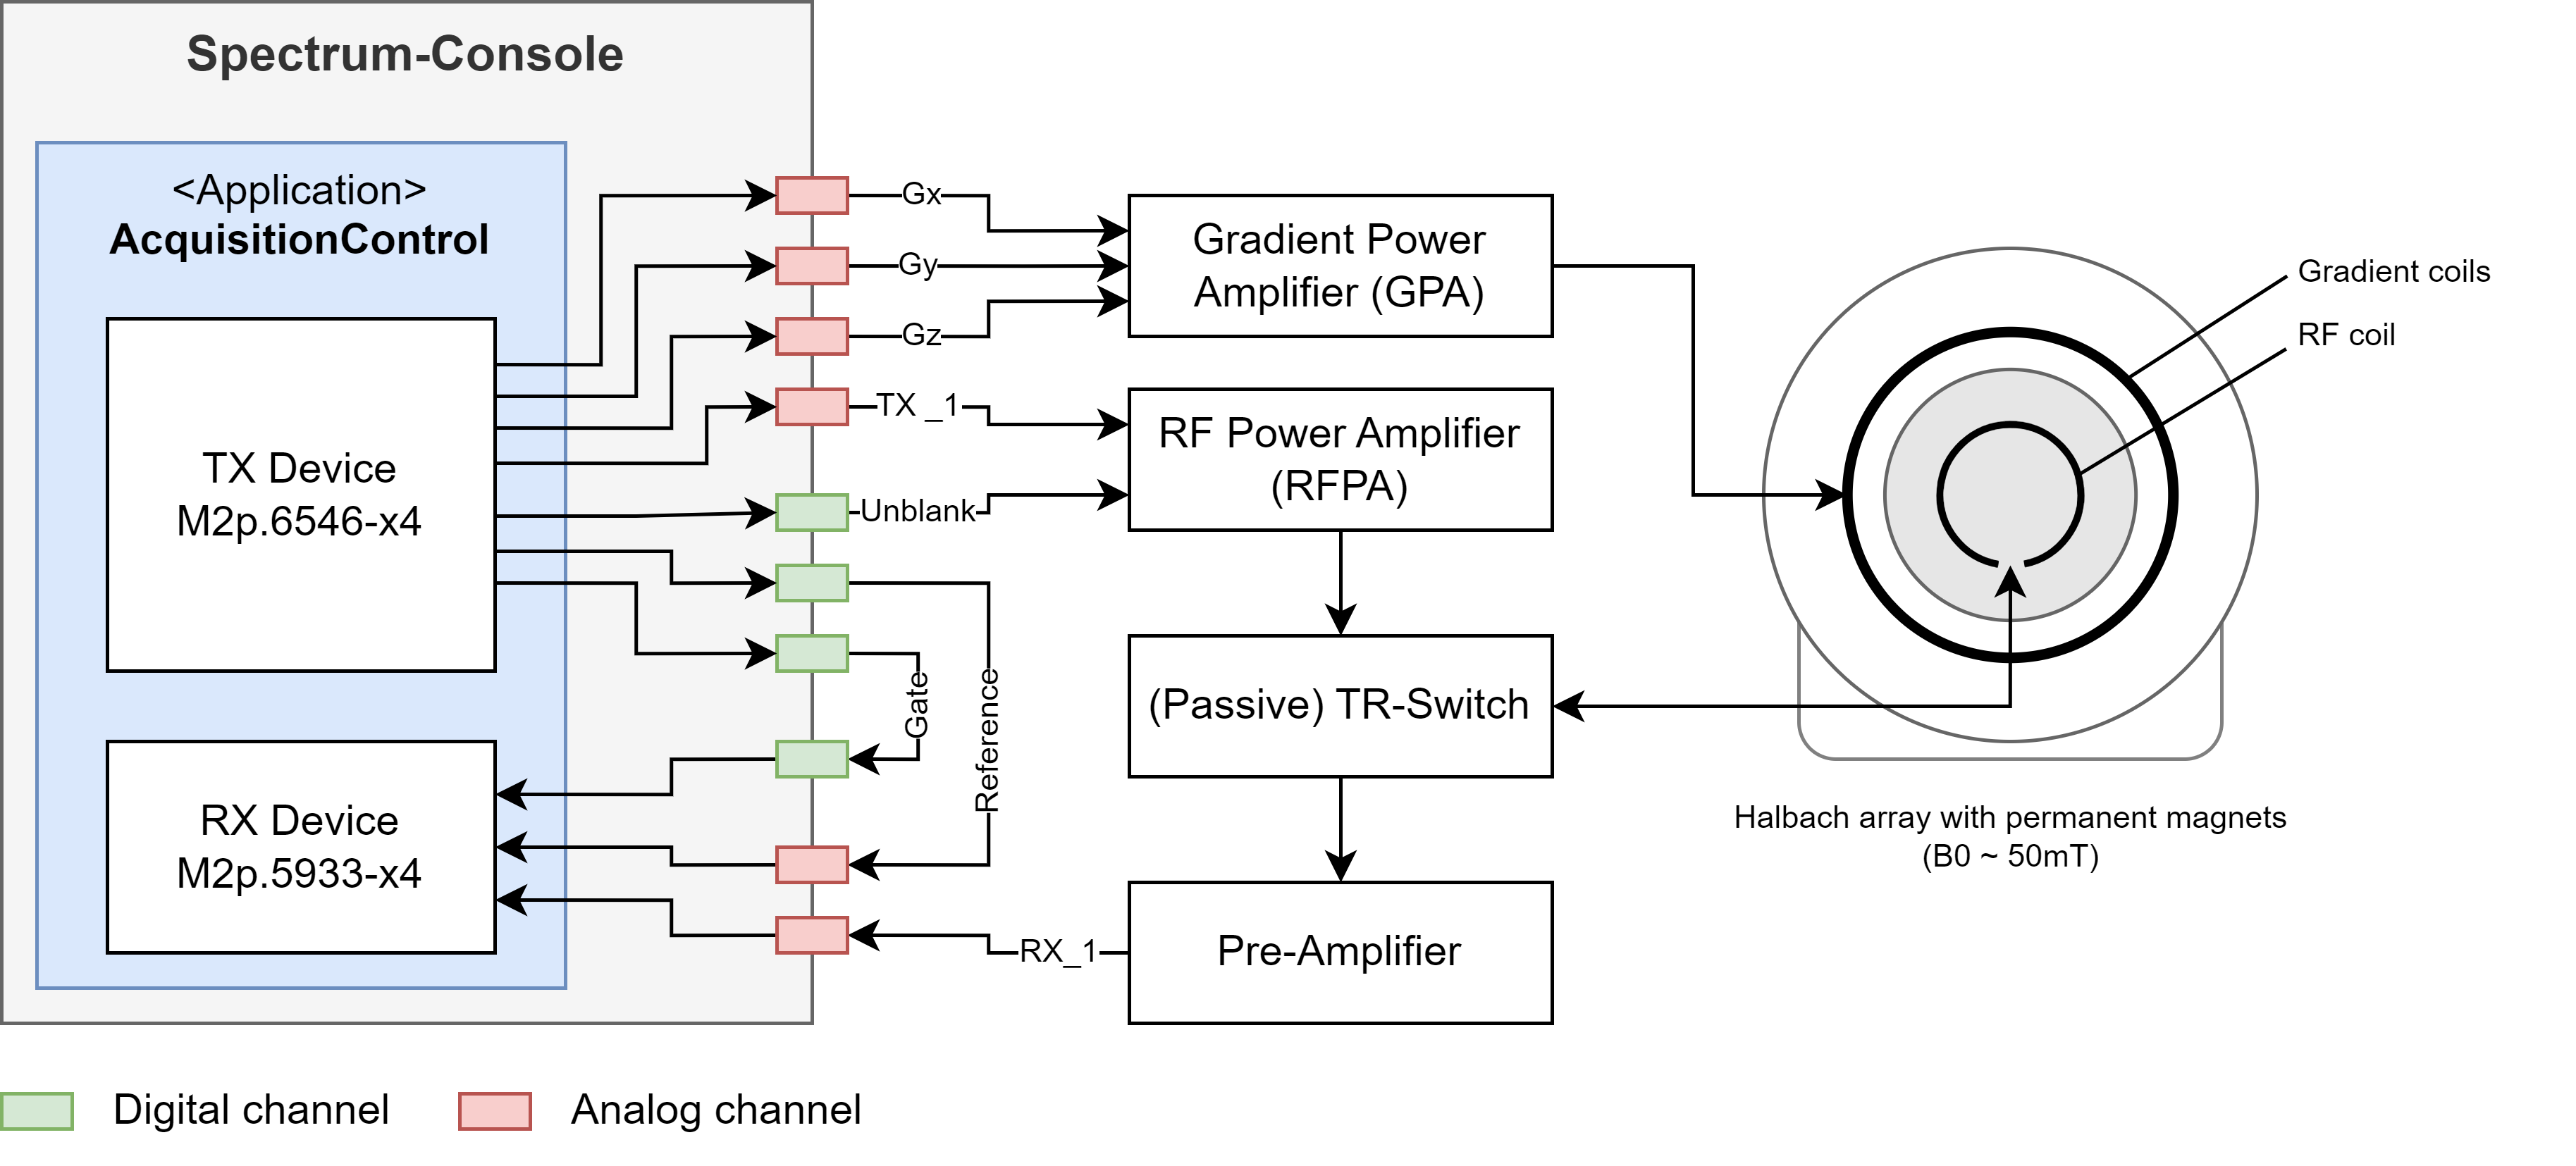 Spectrum-Console
<Application>
AcquisitionControl
TX Device
M2p.6546-x4
RX Device
M2p.5933-x4
Gx
Gy
Gz
TX _1
Unblank
Gate
Reference
RX_1
Gradient Power
Amplifier (GPA)
RF Power Amplifier
(RFPA)
(Passive) TR-Switch
Pre-Amplifier
Gradient coils
RF coil
Halbach array with permanent magnets
(B0 ~ 50mT)
Digital channel
Analog channel